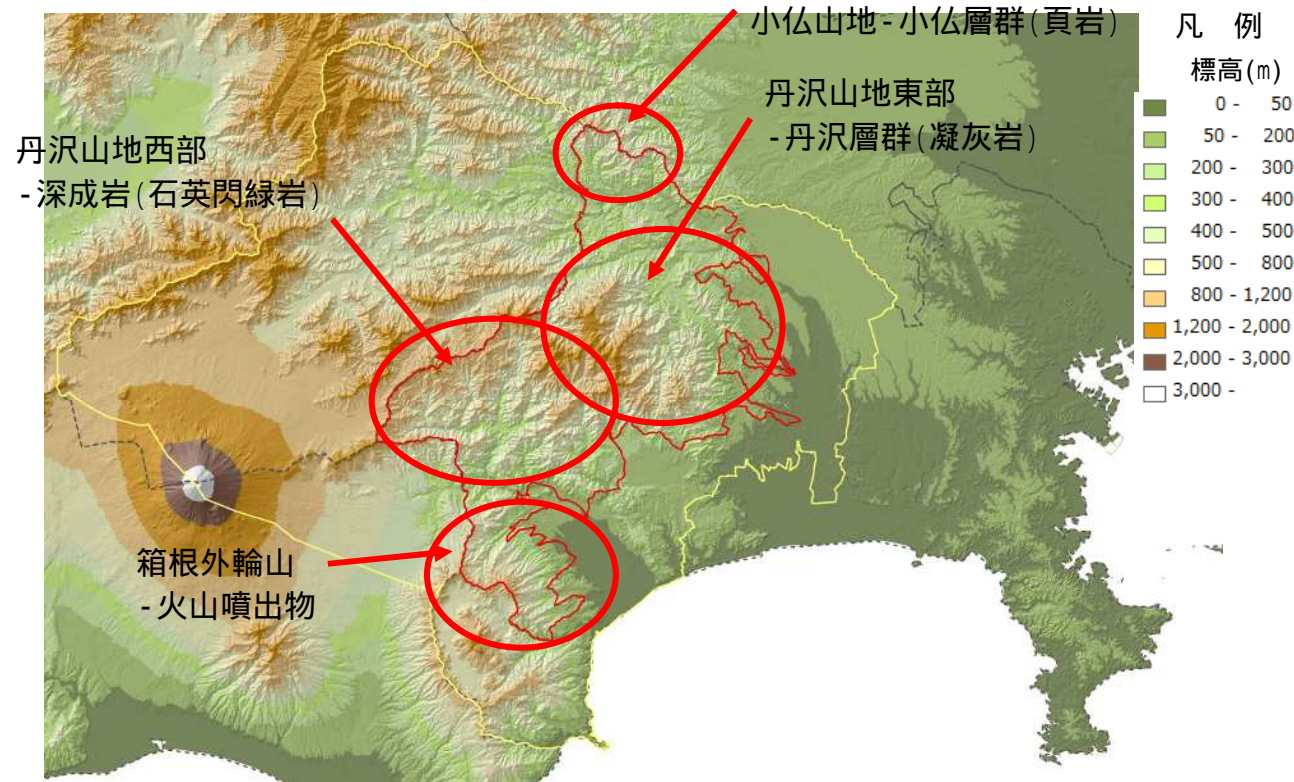 小仏山地-小仏層群(頁岩)
丹沢山地東部
-丹沢層群(凝灰岩)
丹沢山地西部
-深成岩(石英閃緑岩)
箱根外輪山
-火山噴出物
凡 例
標高(m)
0 - 50
50 - 200
200 - 300
300 - 400
400 - 500
500 - 800
800 - 1,200
1,200 - 2,000
2,000 - 3,000
3,000 -